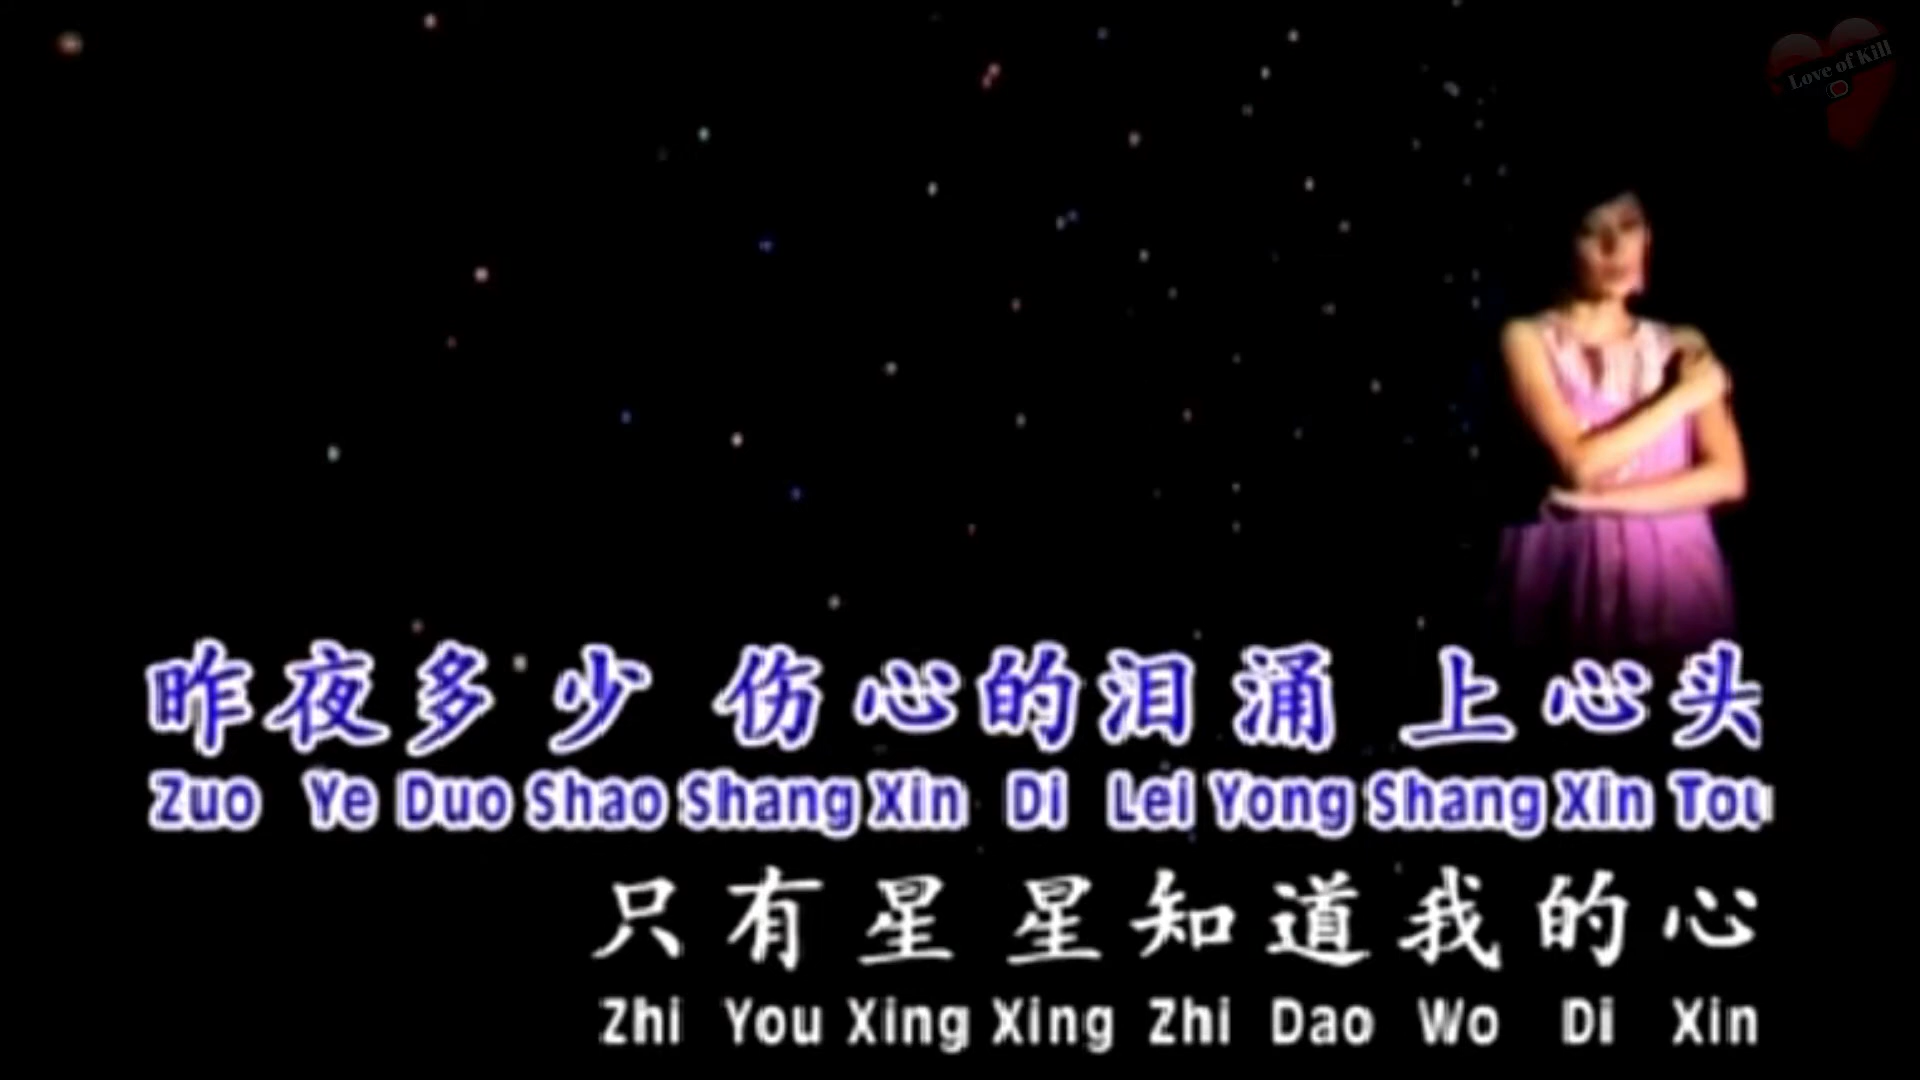 Love of Kill
昨夜多少 伤心的泪涌 上心头
Zuo Ye Duo Shao Shang Xin Di Lei Yong Shang Xin Tou
只有星星知道我的心
Zhi You Xing Xing Zhi Dao Wo Di Xin